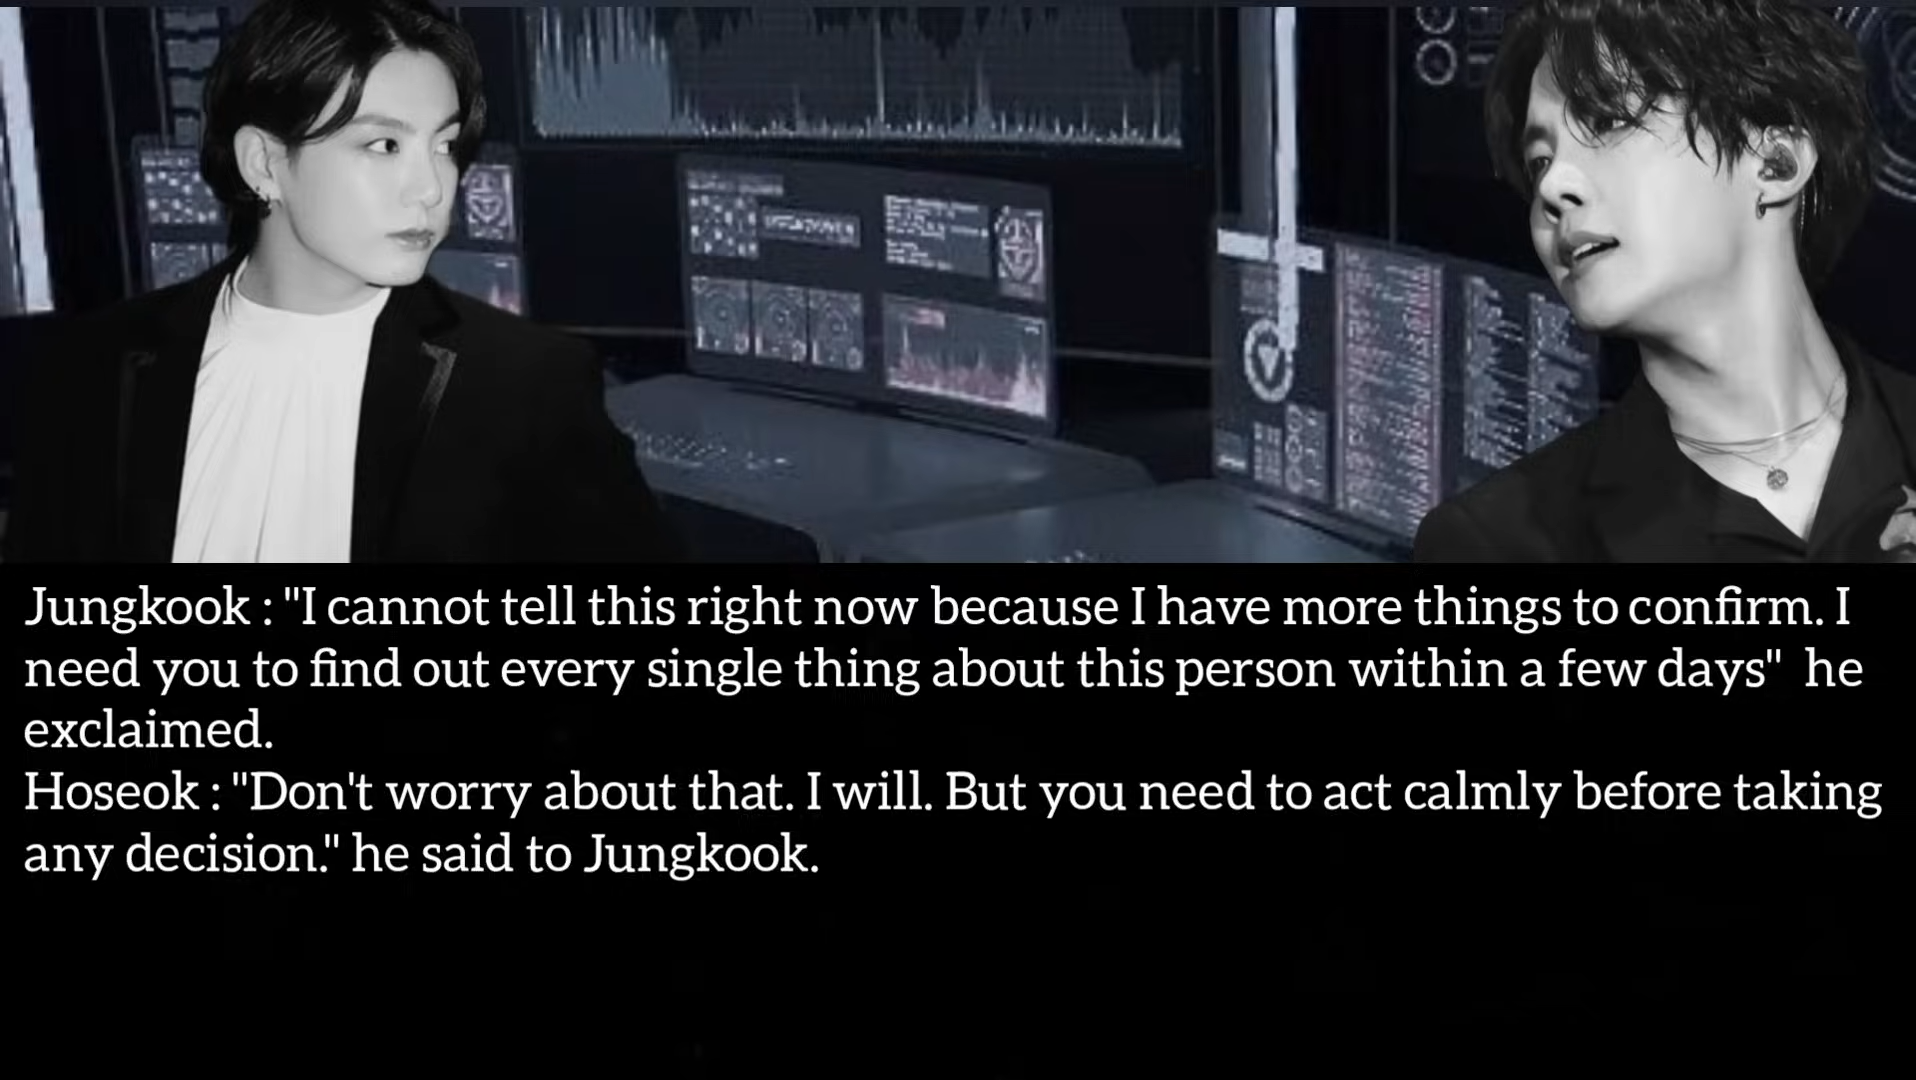 Jungkook : "I cannot tell this right now because I have more things to confirm. I
need you to find out every single thing about this person within a few days"  he
exclaimed.
Hoseok : "Don't worry about that. I will. But you need to act calmly before taking
any decision." he said to Jungkook.